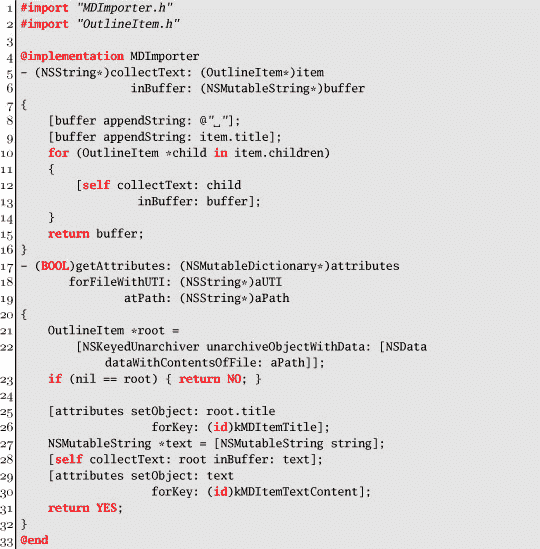 1 #import "MDImporter.h"
2 #import "OutlineItem.h"
3
4 @implementation MDImporter
5 - (NSString*)collectText: (OutlineItem*)item
6                 inBuffer: (NSMutableString*)buffer
7 {
8     [buffer appendString: @"␣"];
9     [buffer appendString: item.title];
10     for (OutlineItem *child in item.children)
11     {
12         [self collectText: child
13                  inBuffer: buffer];
14     }
15     return buffer;
16 }
17 - (BOOL)getAttributes: (NSMutableDictionary*)attributes
18        forFileWithUTI: (NSString*)aUTI
19                atPath: (NSString*)aPath
20 {
21     OutlineItem *root =
22         [NSKeyedUnarchiver unarchiveObjectWithData: [NSData
            dataWithContentsOfFile: aPath]];
23     if (nil == root) { return NO; }
24
25     [attributes setObject: root.title
26                    forKey: (id)kMDItemTitle];
27     NSMutableString *text = [NSMutableString string];
28     [self collectText: root inBuffer: text];
29     [attributes setObject: text
30                    forKey: (id)kMDItemTextContent];
31     return YES;
32 }
33 @end